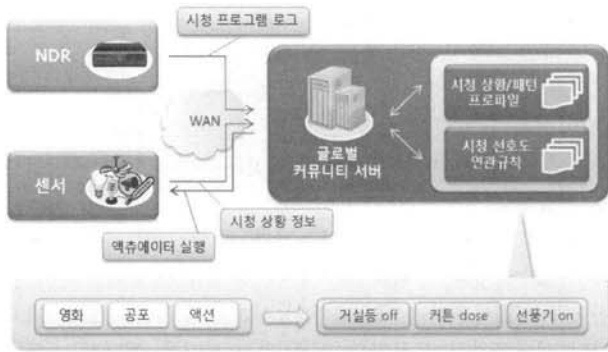 시청 프로그램 로그
NDR
WAN
센서
글로벌
커뮤니티 서버
시청 상황/패턴
프로파일
시청 선호도
연관규칙
시청 상황 정보
액츄에이터 실행
영화
공포
액션
거실등 off
커튼 dose
선풍기 on